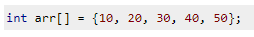 int arr[] = {10, 20, 30, 40, 50};